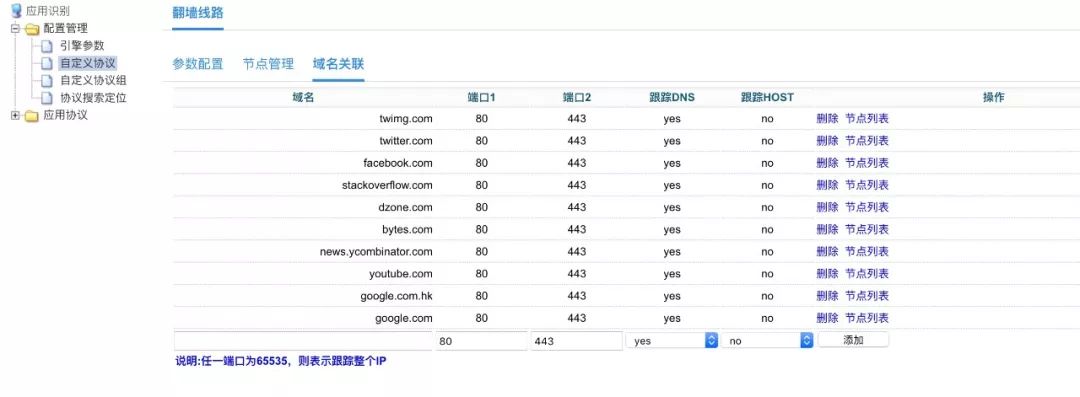 应用识别
配置管理
引擎参数
自定义协议
自定义协议组
协议搜索定位
应用协议
翻墙线路
参数配置 节点管理 域名关联
域名 端口1 端口2 跟踪DNS 跟踪HOST 操作
twimg.com 80 443 yes no 删除 节点列表
twitter.com 80 443 yes no 删除 节点列表
facebook.com 80 443 yes no 删除 节点列表
stackoverflow.com 80 443 yes no 删除 节点列表
dzone.com 80 443 yes no 删除 节点列表
bytes.com 80 443 yes no 删除 节点列表
news.ycombinator.com 80 443 yes no 删除 节点列表
youtube.com 80 443 yes no 删除 节点列表
google.com.hk 80 443 yes no 删除 节点列表
google.com 80 443 yes no 删除 节点列表
80 443 yes no 添加
说明:任一端口为65535，则表示跟踪整个IP